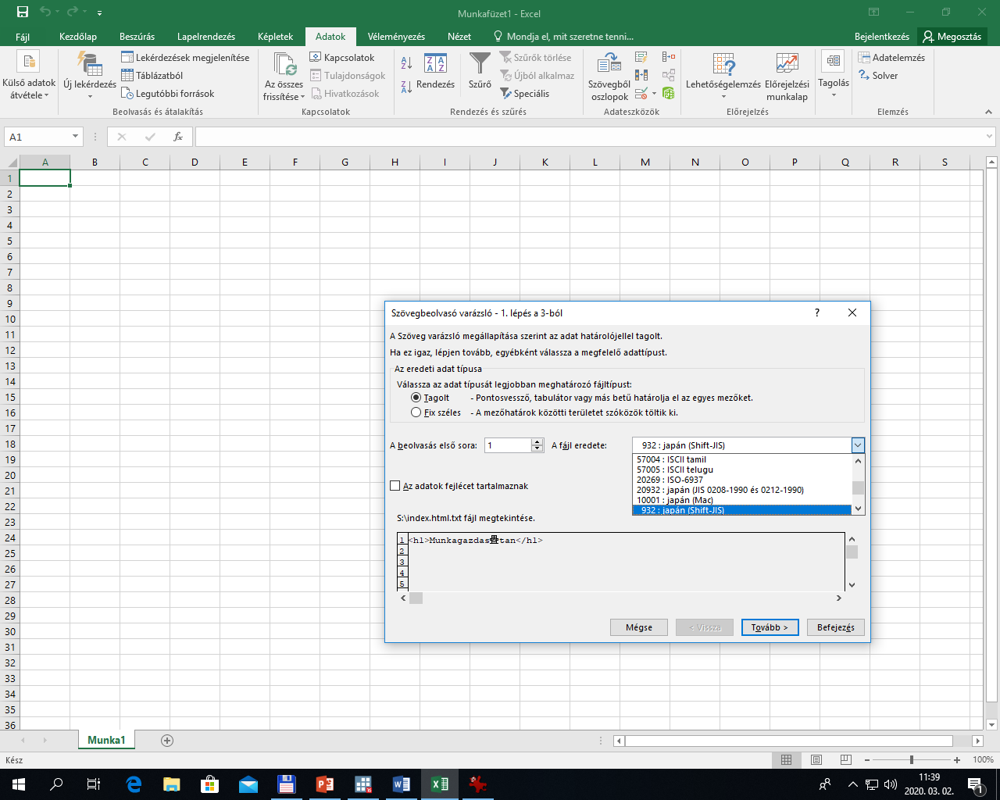 Munkafüzet1 - Excel
Fájl Kezdőlap Beszúrás Lapelrendezés Képletek Adatok Véleményezés Nézet Mondja el, mit szeretne tenni... Bejelentkezés Megosztás
Külső adatok átvétele
Új lekérdezés
Lekérdezések megjelenítése
Táblázatból
Legutóbbi források
Beolvasás és átalakítás
Az összes frissítése
Kapcsolatok
Tulajdonságok
Hivatkozások
Kapcsolatok
Rendezés
Szűrő
Szűrők törlése
Újból alkalmaz
Speciális
Rendezés és szűrés
Szövegből oszlopok
Adateszközök
Lehetőségelemzés
Előrejelzési munkalap
Előrejelzés
Tagolás
Adatelemzés
Solver
Elemzés
A1
fx
A B C D E F G H I J K L M N O P Q R S
1
2
3
4
5
6
7
8
9
10
11
12
13
14
15
16
17
18
19
20
21
22
23
24
25
26
27
28
29
30
31
32
33
34
35
36
Szövegbeolvasó varázsló - 1. lépés a 3-ból
A Szöveg varázsló megállapítása szerint az adat határolójellel tagolt.
Ha ez igaz, lépjen tovább, egyébként válassza a megfelelő adattípust.
Az eredeti adat típusa
Válassza az adat típusát legjobban meghatározó fájltípust:
Tagolt - Pontosvessző, tabulátor vagy más betű határolja el az egyes mezőket.
Fix széles - A mezőhatárok közötti területet szóközök töltik ki.
A beolvasás első sora: 1 A fájl eredete: 932 : japán (Shift-JIS)
57004 : ISCII tamil
57005 : ISCII telugu
20269 : ISO-6937
20932 : japán (JIS 0208-1990 és 0212-1990)
10001 : japán (Mac)
932 : japán (Shift-JIS)
Az adatok fejlécet tartalmaznak
S:\index.html.txt fájl megtekintése.
1 <h1>Munkagazdas tan</h1>
2
3
4
5
Mégse < Vissza Tovább > Befejezés
Munka1
Kész 100%
11:39
2020. 03. 02.
1